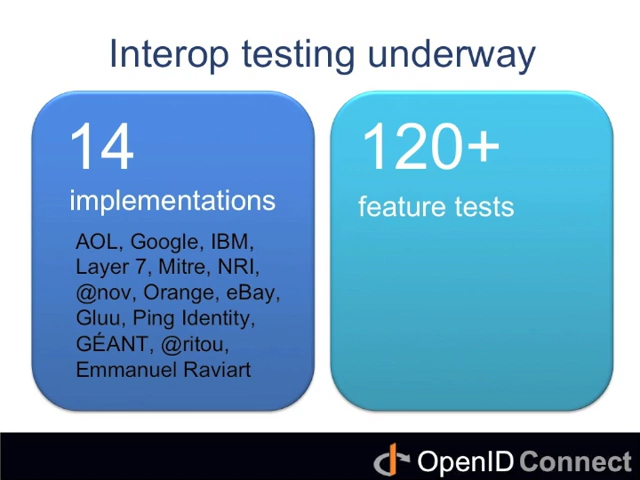 Interop testing underway
14
implementations
AOL, Google, IBM,
Layer 7, Mitre, NRI,
@nov, Orange, eBay,
Gluu, Ping Identity,
GÉANT, @ritou,
Emmanuel Raviart
120+
feature tests
OpenID Connect